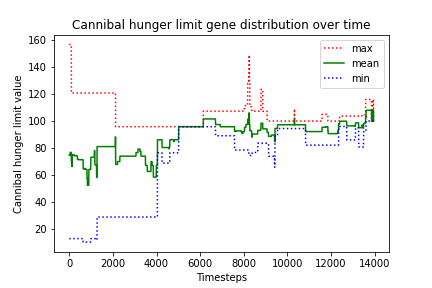 Cannibal hunger limit gene distribution over time
160
140
120
100
80
60
40
20
Cannibal hunger limit value
max
mean
min
0
2000
4000
6000
8000
10000
12000
14000
Timesteps